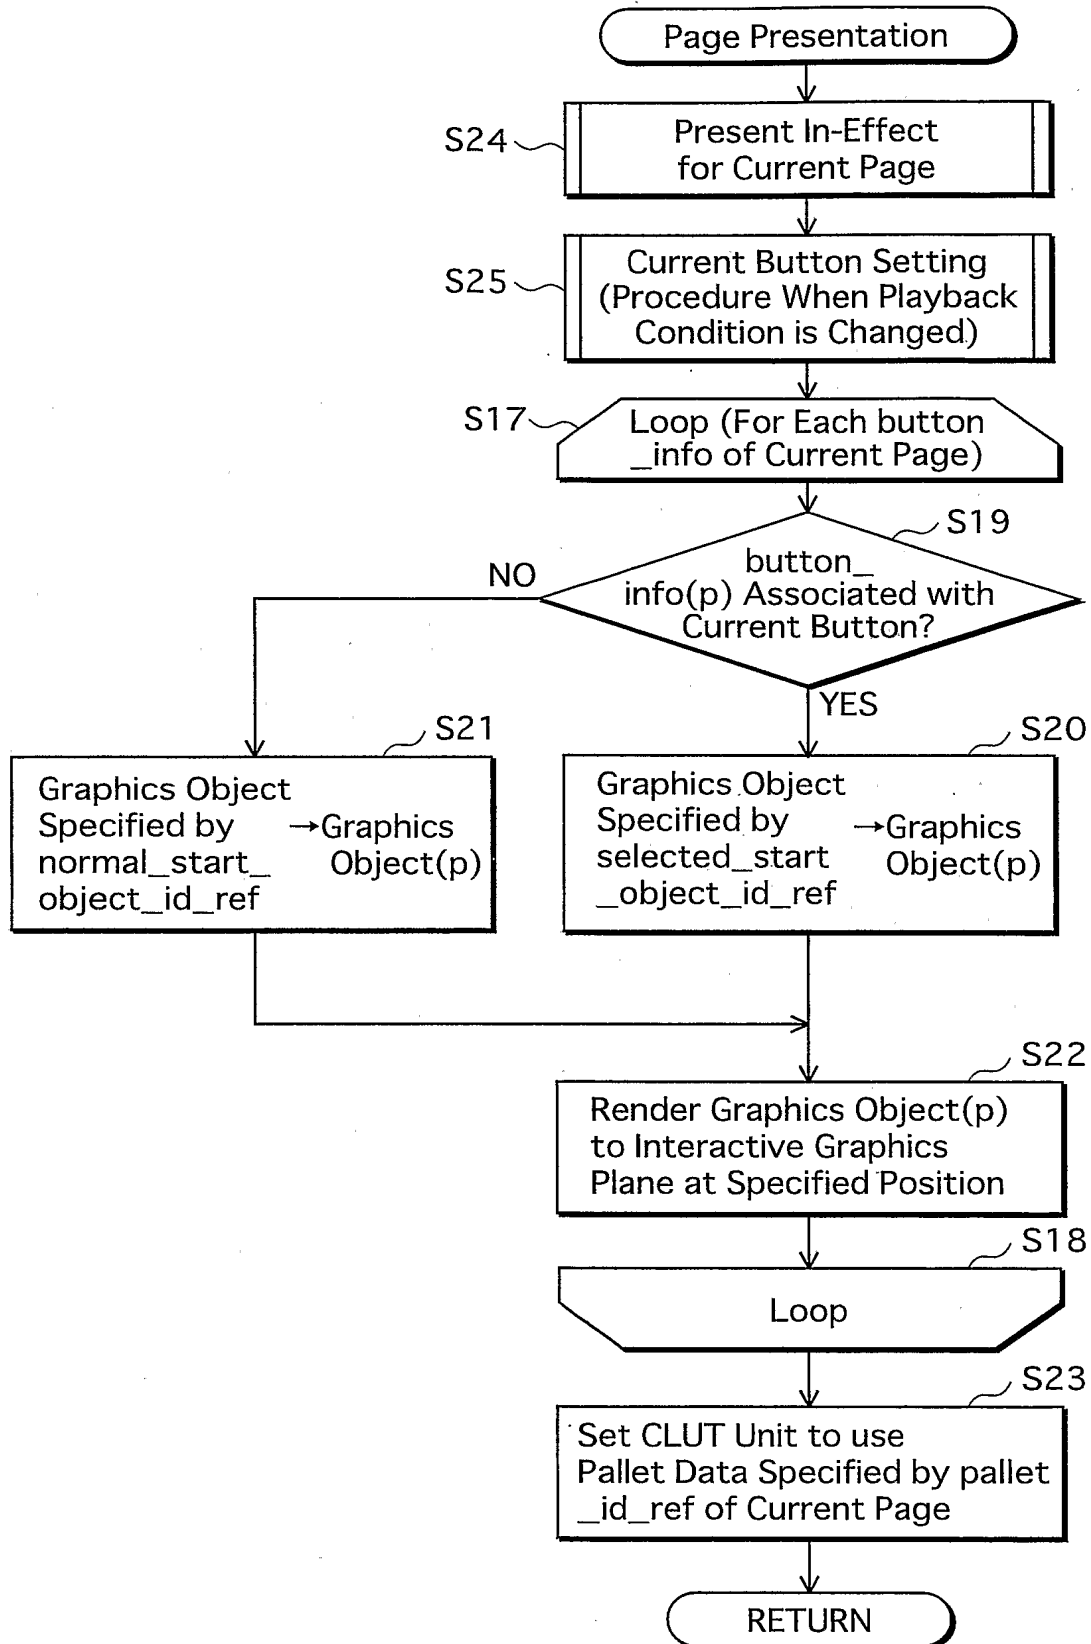 Page Presentation
S24
Present In-Effect
for Current Page
S25
Current Button Setting
(Procedure When Playback
Condition is Changed)
S17
Loop (For Each button
_info of Current Page)
S19
button_
info(p) Associated with
Current Button?
NO
YES
S21
Graphics Object
Specified by →Graphics
normal_start_ Object(p)
object_id_ref
S20
Graphics Object
Specified by →Graphics
selected_start Object(p)
_object_id_ref
S22
Render Graphics Object(p)
to Interactive Graphics
Plane at Specified Position
S18
Loop
S23
Set CLUT Unit to use
Pallet Data Specified by pallet
_id_ref of Current Page
RETURN